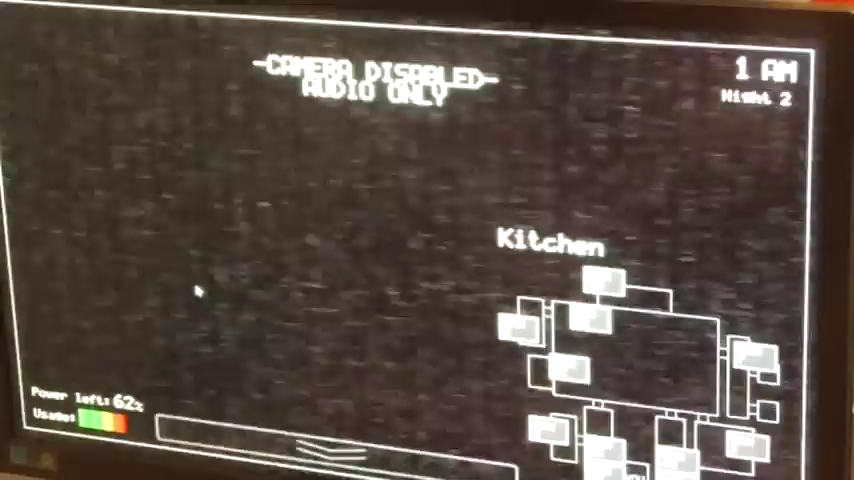 -CAMERA DISABLED-
AUDIO ONLY
1 AM
Night 2
Kitchen
Power left: 62%
Usage: